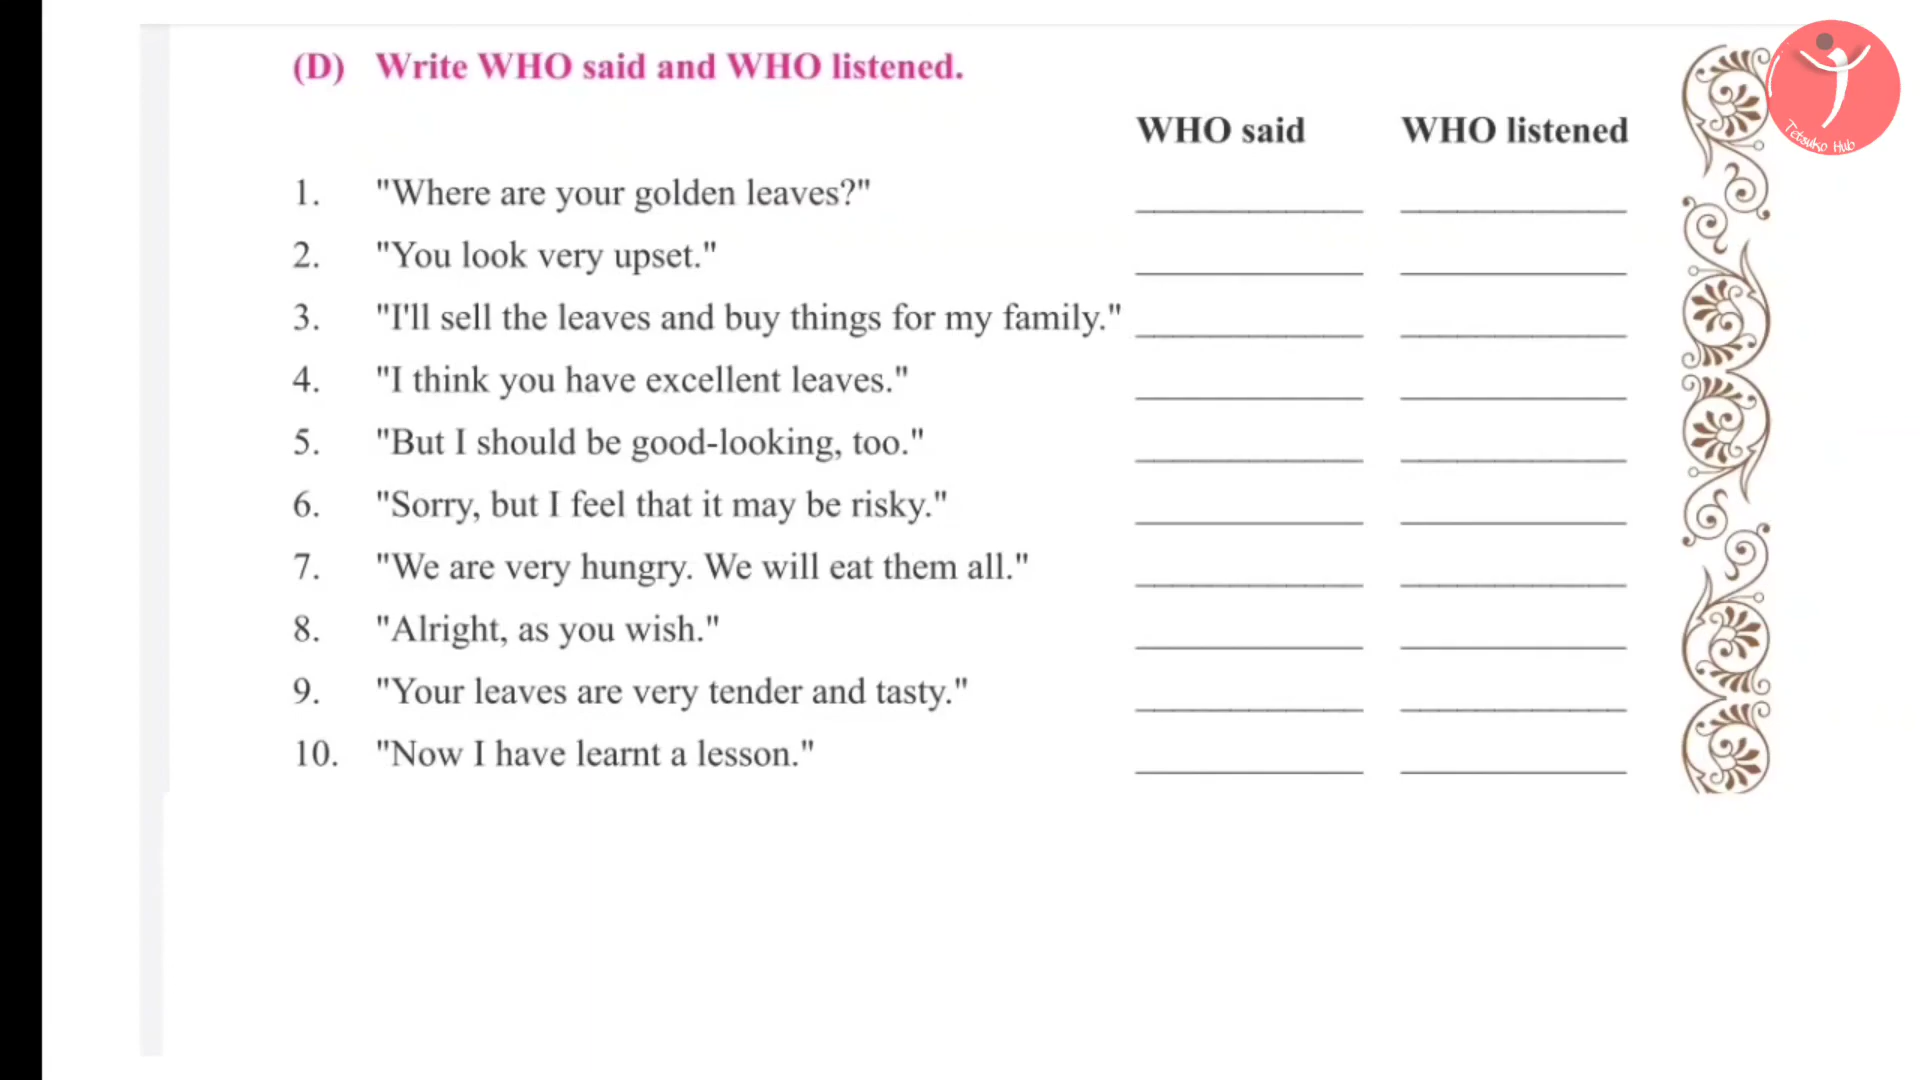 (D) Write WHO said and WHO listened.
WHO said WHO listened
1. "Where are your golden leaves?"
2. "You look very upset."
3. "I'll sell the leaves and buy things for my family."
4. "I think you have excellent leaves."
5. "But I should be good-looking, too."
6. "Sorry, but I feel that it may be risky."
7. "We are very hungry. We will eat them all."
8. "Alright, as you wish."
9. "Your leaves are very tender and tasty."
10. "Now I have learnt a lesson."
Tetsuko Hub